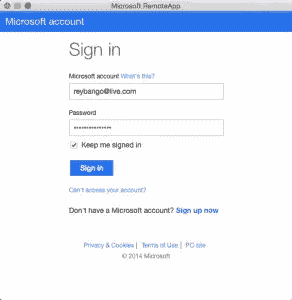 Microsoft RemoteApp
Microsoft account
Sign in
Microsoft account What's this?
reybango@live.com
Password
••••••••••••••
Keep me signed in
Sign in
Can't access your account?
Don't have a Microsoft account? Sign up now
Privacy & Cookies | Terms of Use | PC site
© 2014 Microsoft